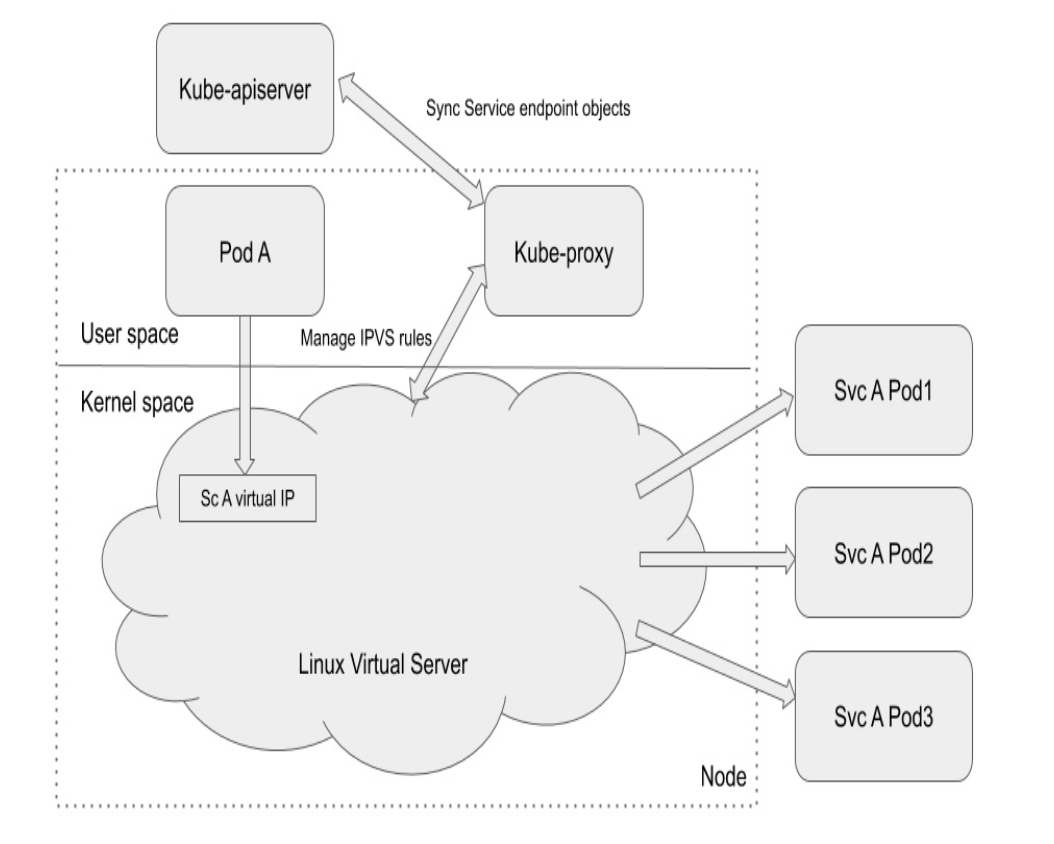 Kube-apiserver
Sync Service endpoint objects
Pod A
Kube-proxy
User space
Manage IPVS rules
Kernel space
Svc A Pod1
Sc A virtual IP
Svc A Pod2
Linux Virtual Server
Svc A Pod3
Node